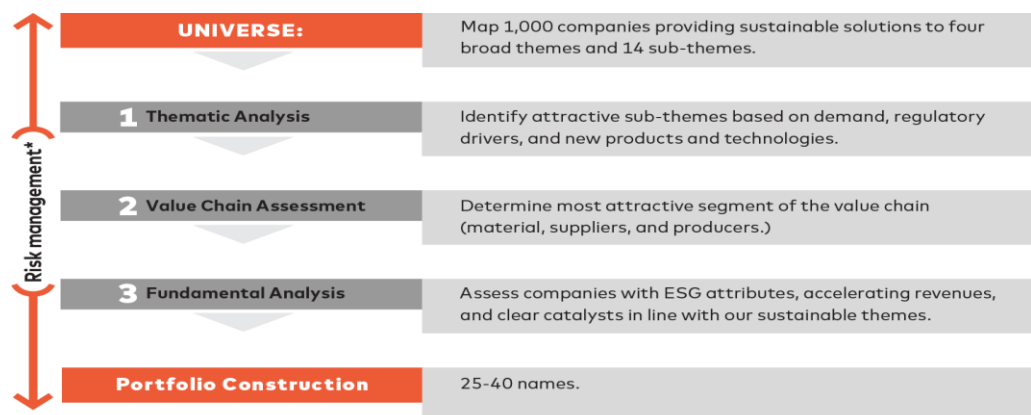 UNIVERSE:
Map 1,000 companies providing sustainable solutions to four
broad themes and 14 sub-themes.
1 Thematic Analysis
Identify attractive sub-themes based on demand, regulatory
drivers, and new products and technologies.
2 Value Chain Assessment
Determine most attractive segment of the value chain
(material, suppliers, and producers.)
3 Fundamental Analysis
Assess companies with ESG attributes, accelerating revenues,
and clear catalysts in line with our sustainable themes.
Portfolio Construction
25-40 names.
Risk management*